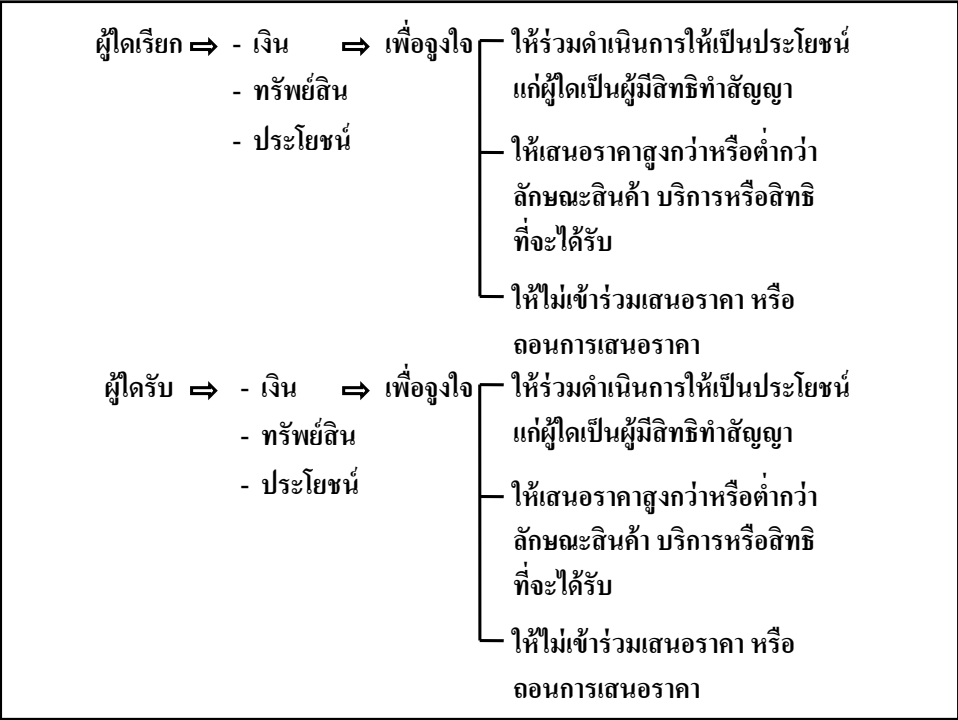 ผู้ใดเรียก ⇨ - เงิน ⇨ เพื่อจูงใจ ให้ร่วมดำเนินการให้เป็นประโยชน์
- ทรัพย์สิน แก่ผู้ใดเป็นผู้มีสิทธิทำสัญญา
- ประโยชน์ ให้เสนอราคาสูงกว่าหรือต่ำกว่า
ลักษณะสินค้า บริการหรือสิทธิ
ที่จะได้รับ
ให้ไม่เข้าร่วมเสนอราคา หรือ
ถอนการเสนอราคา
ผู้ใดรับ ⇨ - เงิน ⇨ เพื่อจูงใจ ให้ร่วมดำเนินการให้เป็นประโยชน์
- ทรัพย์สิน แก่ผู้ใดเป็นผู้มีสิทธิทำสัญญา
- ประโยชน์ ให้เสนอราคาสูงกว่าหรือต่ำกว่า
ลักษณะสินค้า บริการหรือสิทธิ
ที่จะได้รับ
ให้ไม่เข้าร่วมเสนอราคา หรือ
ถอนการเสนอราคา